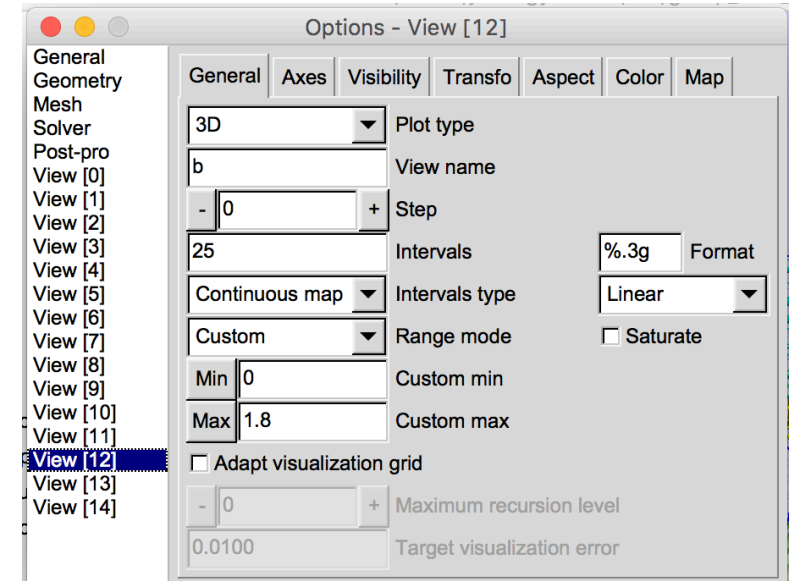 Options - View [12]
General
Geometry
Mesh
Solver
Post-pro
View [0]
View [1]
View [2]
View [3]
View [4]
View [5]
View [6]
View [7]
View [8]
View [9]
View [10]
View [11]
View [12]
View [13]
View [14]
General Axes Visibility Transfo Aspect Color Map
3D Plot type
b View name
- 0 + Step
25 Intervals %.3g Format
Continuous map Intervals type Linear
Custom Range mode Saturate
Min 0 Custom min
Max 1.8 Custom max
Adapt visualization grid
- 0 + Maximum recursion level
0.0100 Target visualization error